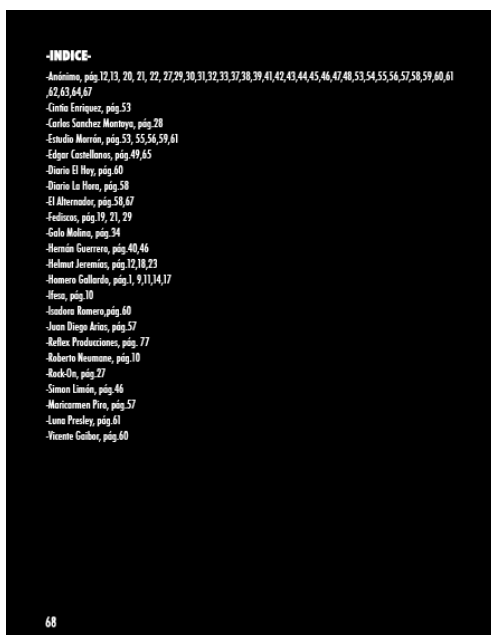 -INDICE-
-Anónimo, pág.12,13, 20, 21, 22, 27,29,30,31,32,33,37,38,39,41,42,43,44,45,46,47,48,53,54,55,56,57,58,59,60,61
,62,63,64,67
-Cintia Enriquez, pág.53
-Carlos Sanchez Montoya, pág.28
-Estudio Morrón, pág.53, 55,56,59,61
-Edgar Castellanos, pág.49,65
-Diario El Hoy, pág.60
-Diario La Hora, pág.58
-El Alternador, pág.58,67
-Fediscos, pág.19, 21, 29
-Galo Molina, pág.34
-Hernán Guerrero, pág.40,46
-Helmut Jeremías, pág.12,18,23
-Homero Gallardo, pág.1, 9,11,14,17
-Ifesa, pág.10
-Isadora Romero,pág.60
-Juan Diego Arias, pág.57
-Reflex Producciones, pág. 77
-Roberto Neumane, pág.10
-Rock-On, pág.27
-Simon Limón, pág.46
-Maricarmen Piro, pág.57
-Luna Presley, pág.61
-Vicente Gaibor, pág.60
68